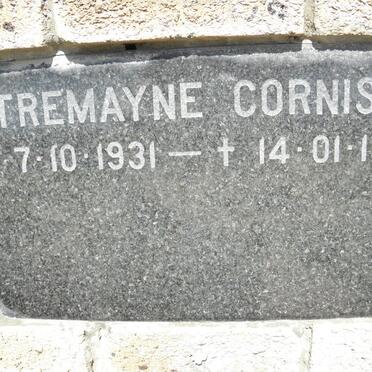 TREMAYNE CORNIS
7·10·1931 — † 14·01·1